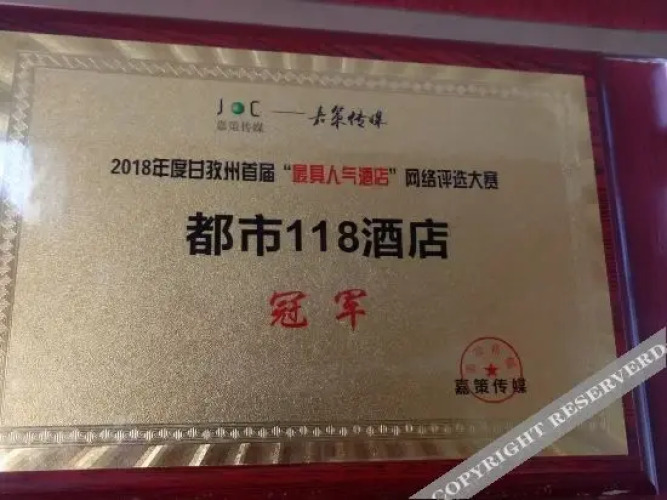 J C
嘉策传媒
嘉策传媒
2018年度甘孜州首届“最具人气酒店”网络评选大赛
都市118酒店
冠军
嘉策传媒
COPYRIGHT RESERVERD